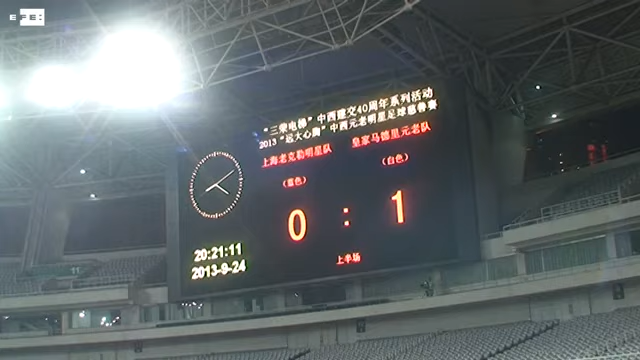 EFE:
"三荣电梯"中西建交40周年系列活动
2013"远大心胸"中西元老明星足球慈善赛
上海老克勒明星队 皇家马德里元老队
(蓝色) (白色)
0 : 1
20:21:11
2013-9-24
上半场